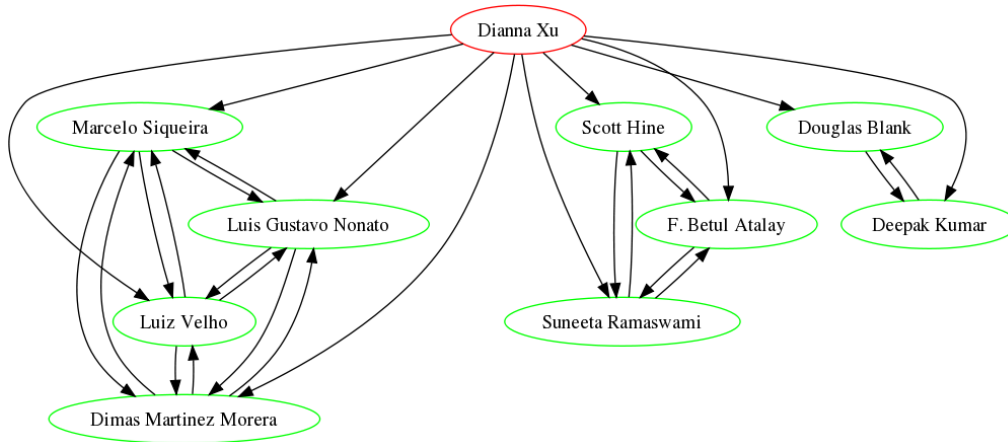 Dianna Xu
Marcelo Siqueira
Scott Hine
Douglas Blank
Luis Gustavo Nonato
F. Betul Atalay
Deepak Kumar
Luiz Velho
Suneeta Ramaswami
Dimas Martinez Morera